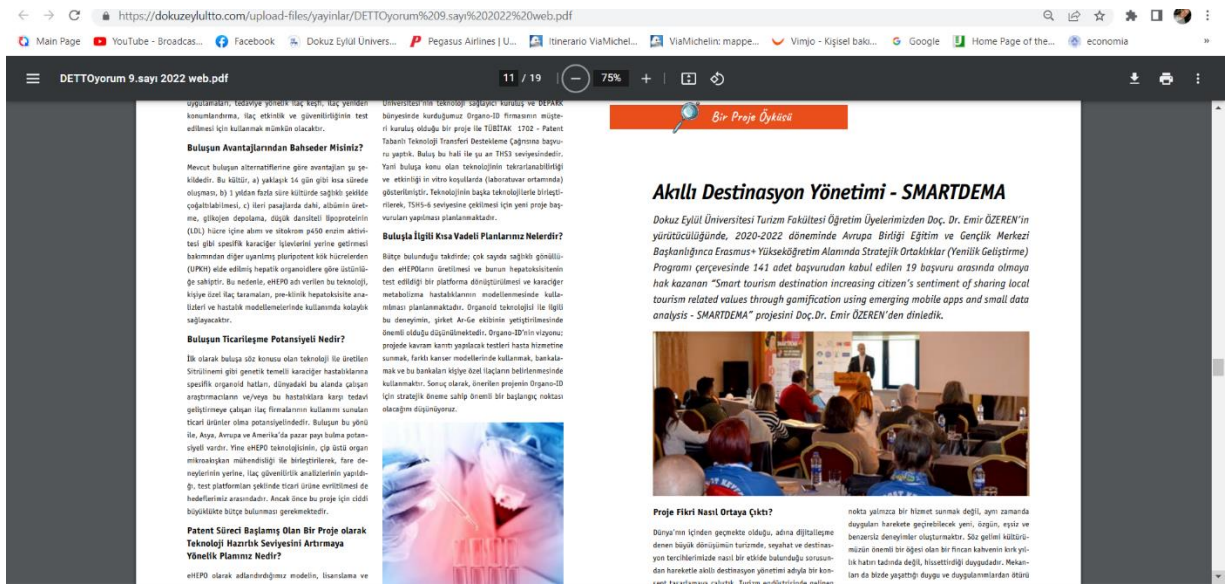 https://dokuzeylultto.com/upload-files/yayinlar/DETTOyorum%209.sayı%202022%20web.pdf
Main Page
YouTube - Broadcas...
Facebook
Dokuz Eylül Univers...
Pegasus Airlines | U...
Itinerario ViaMichel...
ViaMichelin: mappe...
Vimjo - Kişisel bakı...
Google
Home Page of the...
economia
»
DETTOyorum 9.sayı 2022 web.pdf
11 / 19
75%
uygulamaları, tedaviye yönelik ilaç keşfi, ilaç yeniden
konumlandırma, ilaç etkinlik ve güvenilirliğinin test
edilmesi için kullanmak mümkün olacaktır.
Buluşun Avantajlarından Bahseder Misiniz?
Mevcut buluşun alternatiflerine göre avantajları şu şe-
kildedir. Bu kültür, a) yaklaşık 14 gün gibi kısa sürede
oluşması, b) 1 yıldan fazla süre kültürde sağlıklı şekilde
çoğaltılabilmesi, c) ileri pasajlarda dahi, albümin üret-
me, glikojen depolama, düşük dansiteli lipoproteinin
(LDL) hücre içine alımı ve sitokrom p450 enzim aktivi-
tesi gibi spesifik karaciğer işlevlerini yerine getirmesi
bakımından diğer uyarılmış pluripotent kök hücrelerden
(UPKH) elde edilmiş hepatik organoidlere göre üstünlü-
ğe sahiptir. Bu nedenle, eHEPO adı verilen bu teknoloji,
kişiye özel ilaç taramaları, pre-klinik hepatoksisite ana-
lizleri ve hastalık modellemelerinde kullanımda kolaylık
sağlayacaktır.
Buluşun Ticarileşme Potansiyeli Nedir?
İlk olarak buluşa söz konusu olan teknoloji ile üretilen
Sitrülinemi gibi genetik temelli karaciğer hastalıklarına
spesifik organoid hatları, dünyadaki bu alanda çalışan
araştırmacıların ve/veya bu hastalıklara karşı tedavi
geliştirmeye çalışan ilaç firmalarının kullanımı sunulan
ticari ürünler olma potansiyelindedir. Buluşun bu yönü
ile, Asya, Avrupa ve Amerika'da pazar payı bulma potan-
siyeli vardır. Yine eHEPO teknolojisinin, çip üstü organ
mikroakışkan mühendisliği ile birleştirilerek, fare de-
neylerinin yerine, ilaç güvenilirlik analizlerinin yapıldı-
ğı, test platformları şeklinde ticari ürüne evriltilmesi de
hedeflerimiz arasındadır. Ancak önce bu proje için ciddi
büyüklükte bütçe bulunması gerekmektedir.
Patent Süreci Başlamış Olan Bir Proje olarak
Teknoloji Hazırlık Seviyesini Artırmaya
Yönelik Planınız Nedir?
eHEPO olarak adlandırdığımız modelin, lisanslama ve
Üniversitesi'nin teknoloji sağlayıcı kuruluş ve DEPARK
bünyesinde kurduğumuz Organo-ID firmasının müşte-
ri kuruluş olduğu bir proje ile TÜBİTAK 1702 - Patent
Tabanlı Teknoloji Transferi Destekleme Çağrısına başvu-
ru yaptık. Buluş bu hali ile şu an THS3 seviyesindedir.
Yani buluşa konu olan teknolojinin tekrarlanabilirliği
ve etkinliği in vitro koşullarda (laboratuvar ortamında)
gösterilmiştir. Teknolojinin başka teknolojilerle birleşti-
rilerek, TSH5-6 seviyesine çekilmesi için yeni proje baş-
vuruları yapılması planlanmaktadır.
Buluşla İlgili Kısa Vadeli Planlarımız Nelerdir?
Bütçe bulunduğu takdirde; çok sayıda sağlıklı gönüllü-
den eHEPOların üretilmesi ve bunun hepatoksisitenin
test edildiği bir platforma dönüştürülmesi ve karaciğer
metabolizma hastalıklarının modellenmesinde kulla-
nılması planlanmaktadır. Organoid teknolojisi ile ilgili
bu deneyimin, şirket Ar-Ge ekibinin yetiştirilmesinde
önemli olduğu düşünülmektedir. Organo-ID'nin vizyonu;
projede kavram kanıtı yapılacak testleri hasta hizmetine
sunmak, farklı kanser modellerinde kullanmak, bankala-
mak ve bu bankaları kişiye özel ilaçların belirlenmesinde
kullanmaktır. Sonuç olarak, önerilen projenin Organo-ID
için stratejik öneme sahip önemli bir başlangıç noktası
olacağını düşünüyoruz.
Bir Proje Öyküsü
Akıllı Destinasyon Yönetimi - SMARTDEMA
Dokuz Eylül Üniversitesi Turizm Fakültesi Öğretim Üyelerimizden Doç. Dr. Emir ÖZEREN'in
yürütücülüğünde, 2020-2022 döneminde Avrupa Birliği Eğitim ve Gençlik Merkezi
Başkanlığınca Erasmus+ Yükseköğretim Alanında Stratejik Ortaklıklar (Yenilik Geliştirme)
Programı çerçevesinde 141 adet başvurudan kabul edilen 19 başvuru arasında olmaya
hak kazanan "Smart tourism destination increasing citizen's sentiment of sharing local
tourism related values through gamification using emerging mobile apps and small data
analysis - SMARTDEMA" projesini Doç.Dr. Emir ÖZEREN'den dinledik.
Proje Fikri Nasıl Ortaya Çıktı?
Dünya'nın içinden geçmekte olduğu, adına dijitalleşme
denen büyük dönüşümün turizmde, seyahat ve destinas-
yon tercihlerimizde nasıl bir etkide bulunduğu sorusun-
dan hareketle akıllı destinasyon yönetimi adıyla bir kon-
sept tasarlamaya çalıştık. Turizm endüstrisinde gelinen
nokta yalnızca bir hizmet sunmak değil, aynı zamanda
duyguları harekete geçirebilecek yeni, özgün, eşsiz ve
benzersiz deneyimler oluşturmaktır. Söz gelimi kültürü-
müzün önemli bir öğesi olan bir fincan kahvenin kırk yıl-
lık hatırı tadında değil, hissettirdiği duygudadır. Mekan-
ları da bizde yaşattığı duygu ve duygulanımlardan ötürü